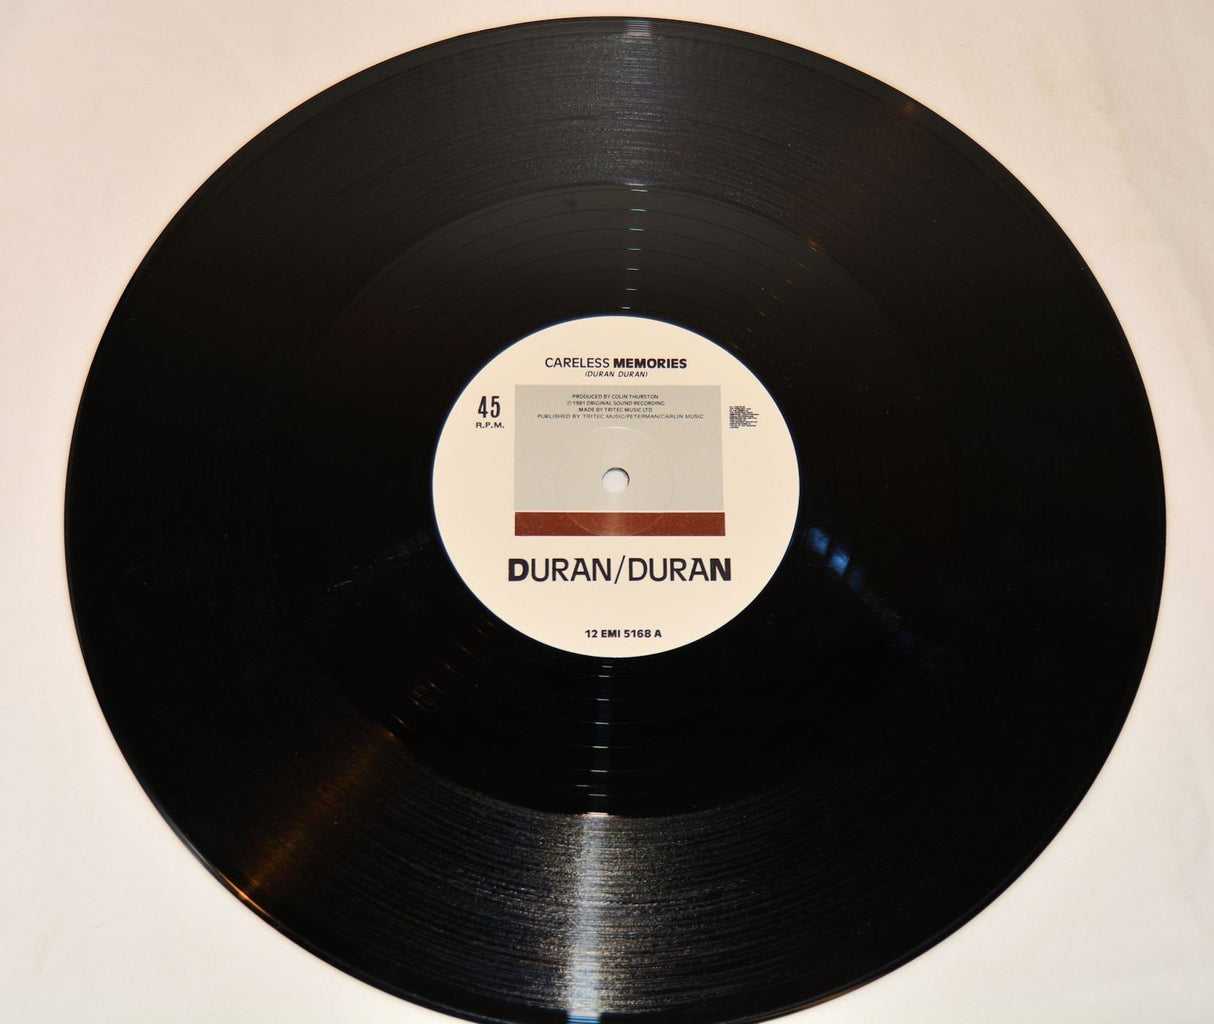 CARELESS MEMORIES
(DURAN DURAN)
45
R.P.M.
PRODUCED BY COLIN THURSTON
℗ 1981 ORIGINAL SOUND RECORDING
MADE BY TRITEC MUSIC LTD
PUBLISHED BY TRITEC MUSIC/PETERMAN/CARLIN MUSIC
DURAN/DURAN
12 EMI 5168 A